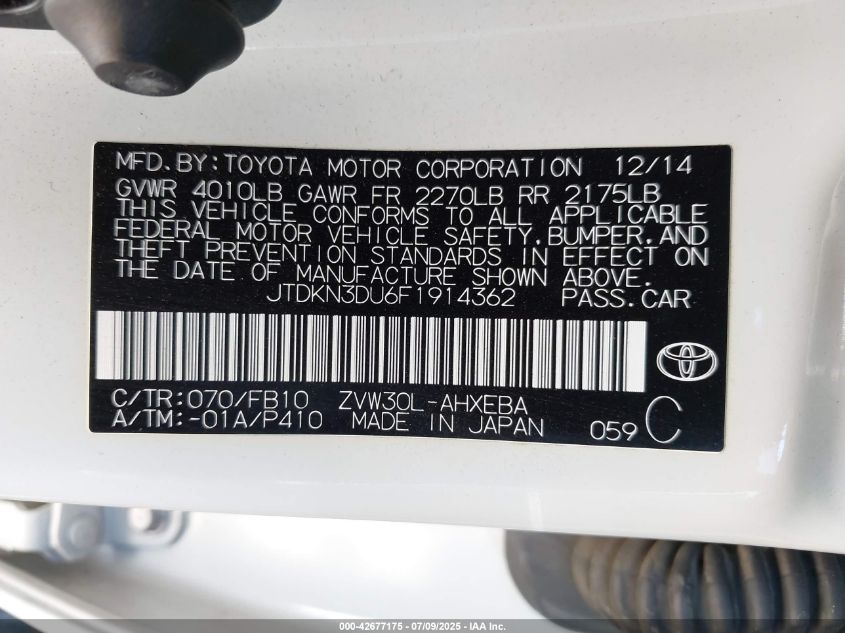 MFD.BY:TOYOTA MOTOR CORPORATION 12/14
GVWR 4010LB GAWR FR 2270LB RR 2175LB
THIS VEHICLE CONFORMS TO ALL APPLICABLE
FEDERAL MOTOR VEHICLE SAFETY,BUMPER,AND
THEFT PREVENTION STANDARDS IN EFFECT ON
THE DATE OF MANUFACTURE SHOWN ABOVE.
JTDKN3DU6F1914362 PASS.CAR
C/TR:070/FB10 ZVW30L-AHXEBA
A/TM:-01A/P410 MADE IN JAPAN 059 C
000-42677175 - 07/09/2025 - IAA Inc.